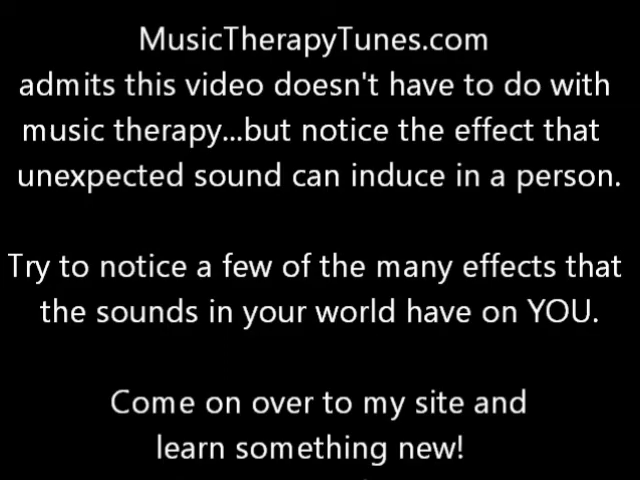 MusicTherapyTunes.com
admits this video doesn't have to do with
music therapy...but notice the effect that
unexpected sound can induce in a person.
Try to notice a few of the many effects that
the sounds in your world have on YOU.
Come on over to my site and
learn something new!